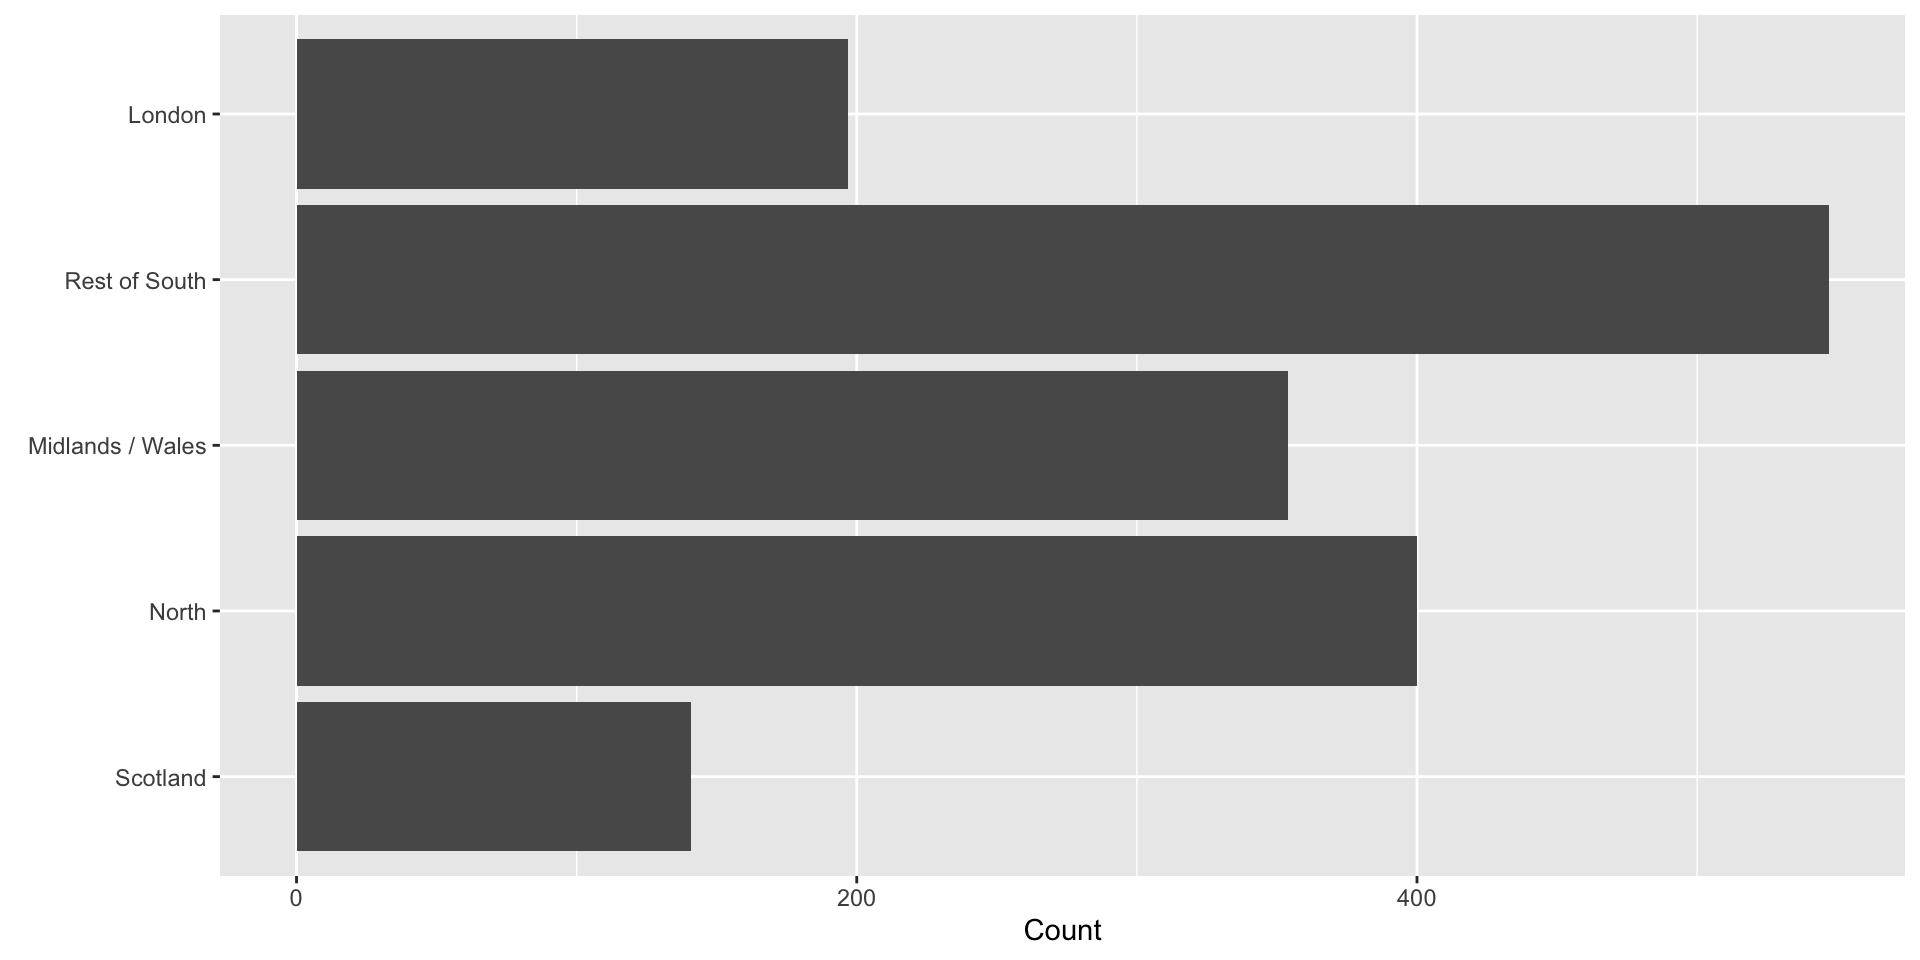 London
Rest of South
Midlands / Wales
North
Scotland
0 200 400
Count